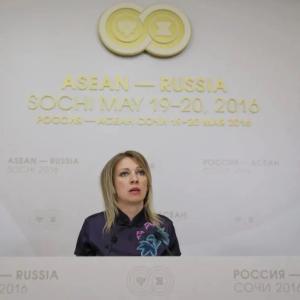 ASEAN — RUSSIA
SOCHI MAY 19–20, 2016
РОССИЯ — АСЕАН СОЧИ 19–20 МАЯ 2016
ASEAN — RUSSIA
SOCHI 2016
РОССИЯ — АСЕАН
СОЧИ 2016
— RUSSIA
2016
РОССИЯ —
СОЧИ 2016